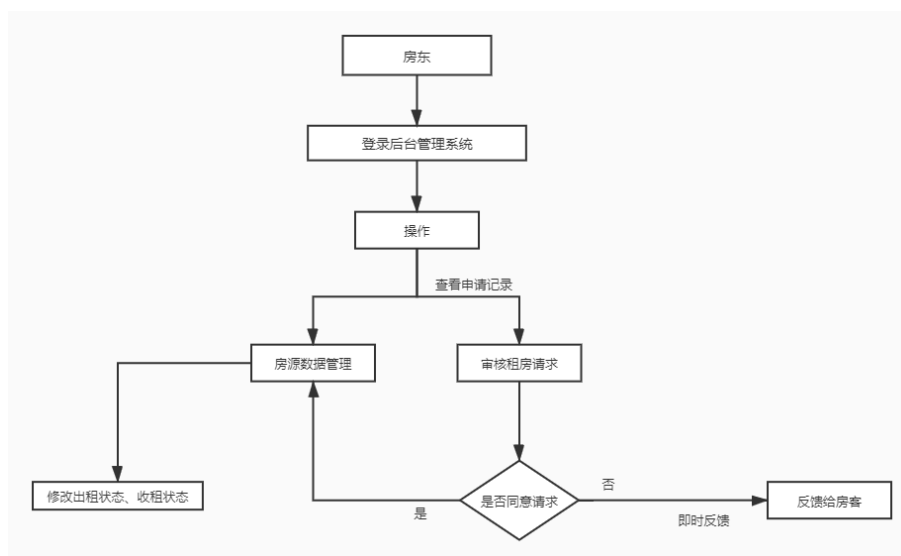 房东
登录后台管理系统
操作
查看申请记录
房源数据管理
审核租房请求
修改出租状态、收租状态
是否同意请求
否
反馈给房客
是
即时反馈